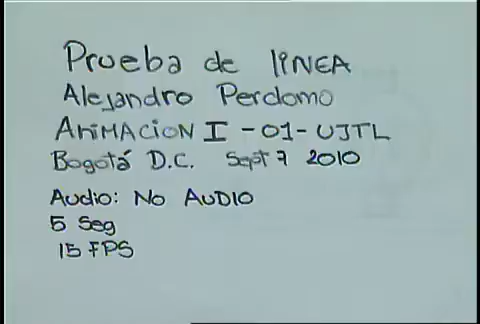 Prueba de lINEA
Alejandro Perdomo
ANiMACioN I - 01 - UJTL
Bogotá D.C. Sept 7 2010
Audio: No AUDIO
5 Seg
15 FPS